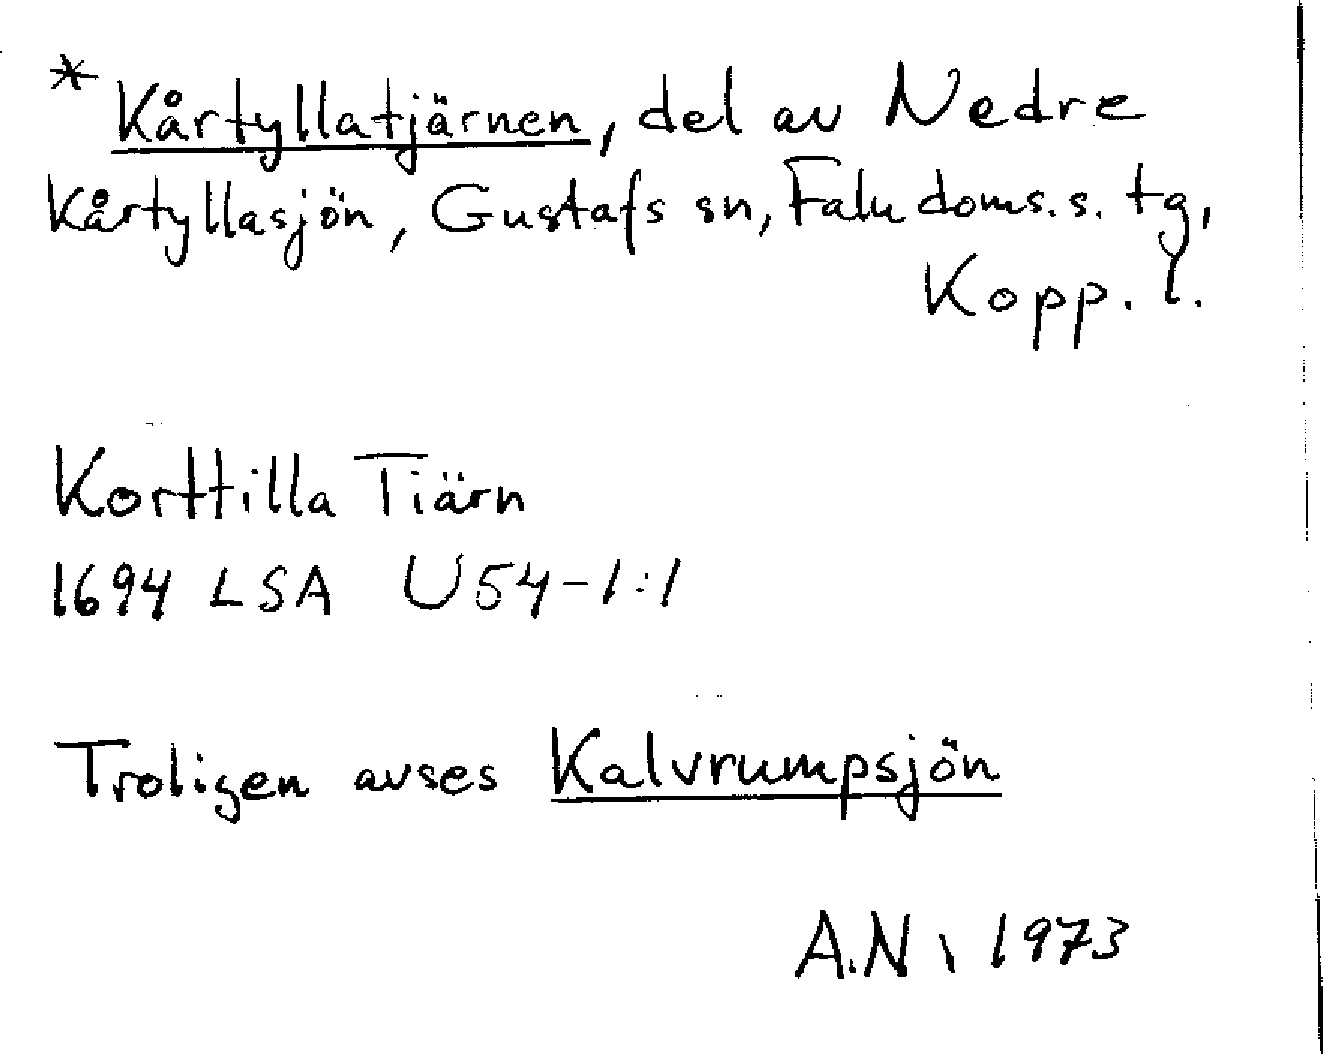 * Kårtyllatjärnen, del av Nedre
Kårtyllasjön, Gustafs sn, Falu doms.s. tg,
Kopp. l.
Korttilla Tiärn
1694 LSA U54-1:1
Troligen avses Kalvrumpsjön
A.N, 1973